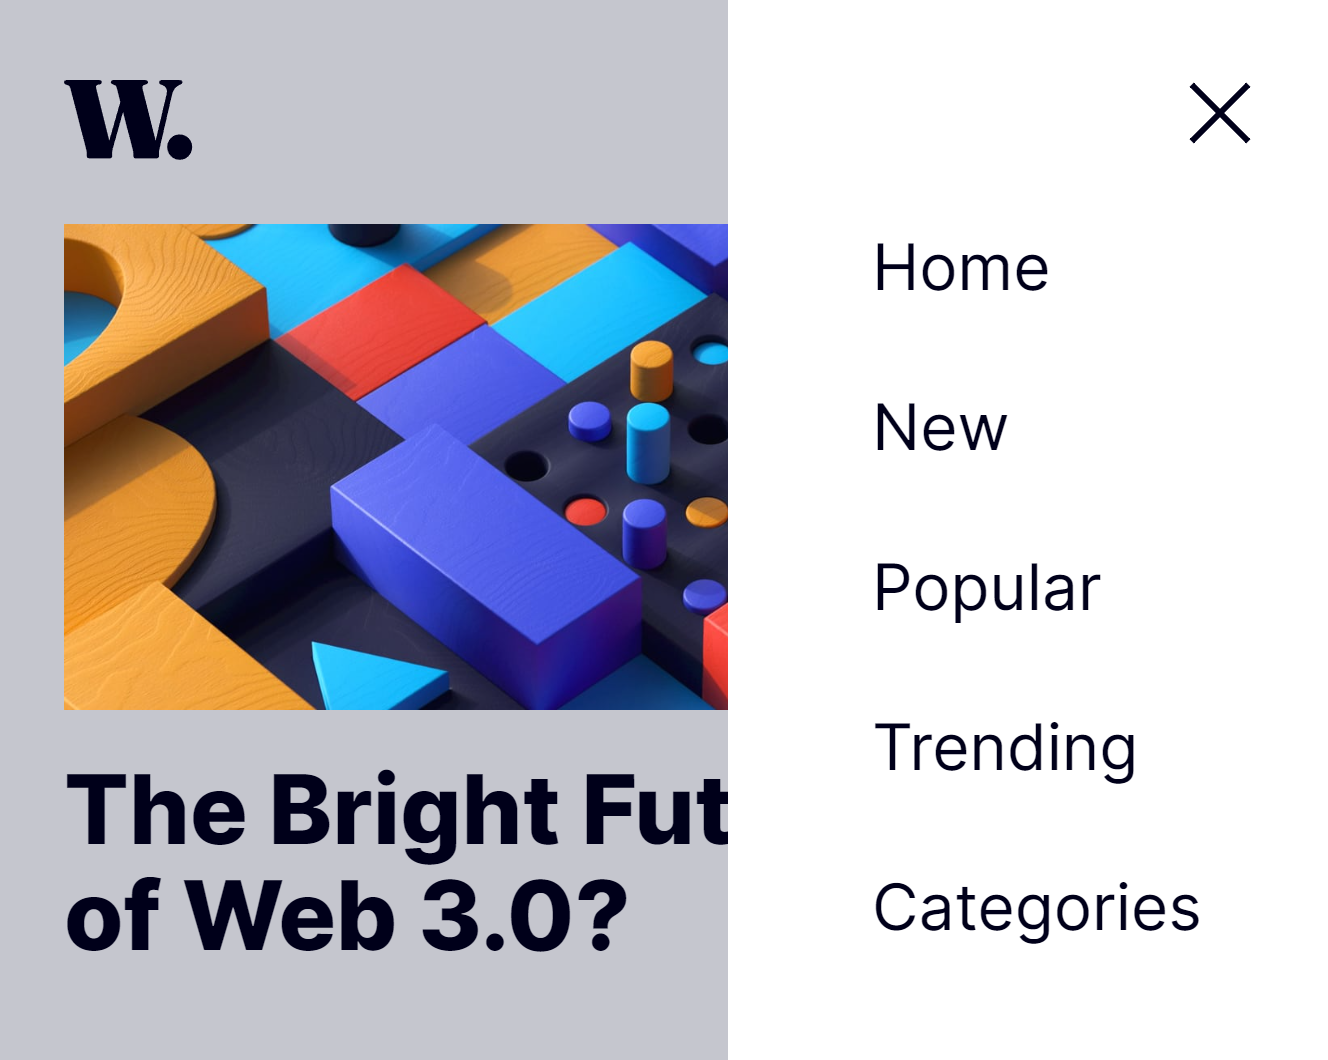 W.
Home
New
Popular
Trending
Categories
The Bright Fut
of Web 3.0?